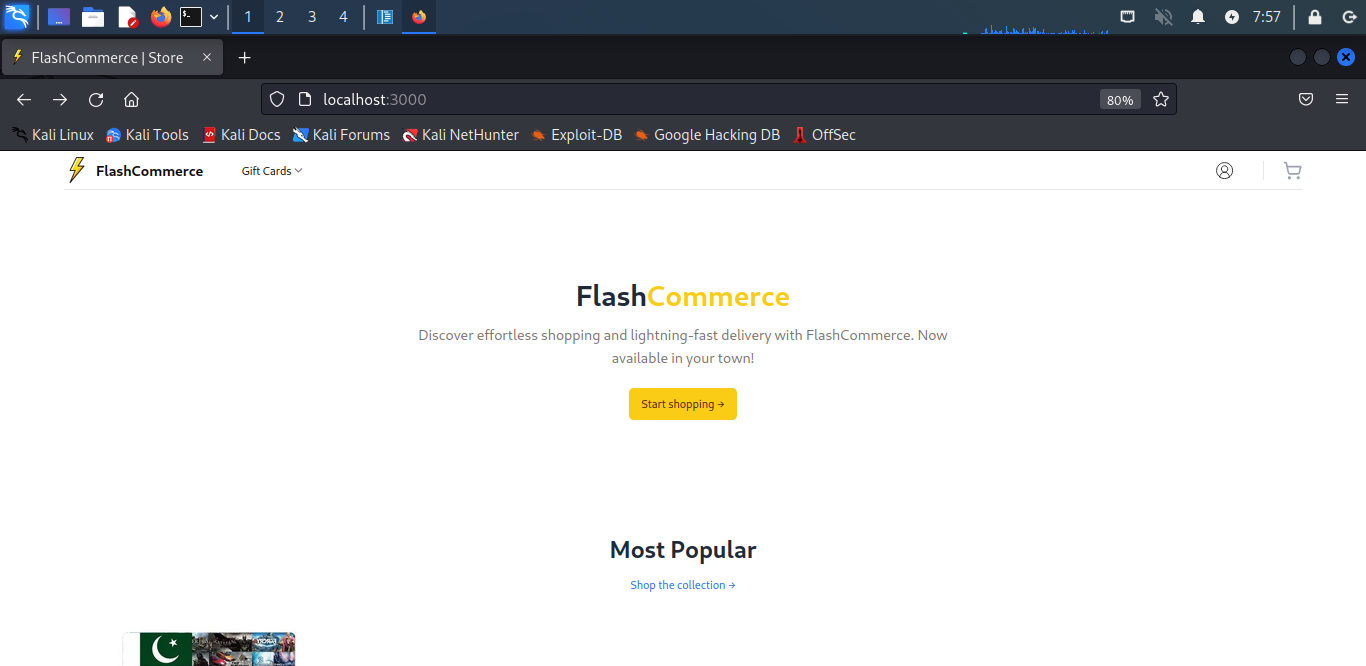 1 2 3 4 7:57
FlashCommerce | Store
localhost:3000 80%
Kali Linux Kali Tools Kali Docs Kali Forums Kali NetHunter Exploit-DB Google Hacking DB OffSec
FlashCommerce Gift Cards
FlashCommerce
Discover effortless shopping and lightning-fast delivery with FlashCommerce. Now
available in your town!
Start shopping →
Most Popular
Shop the collection →